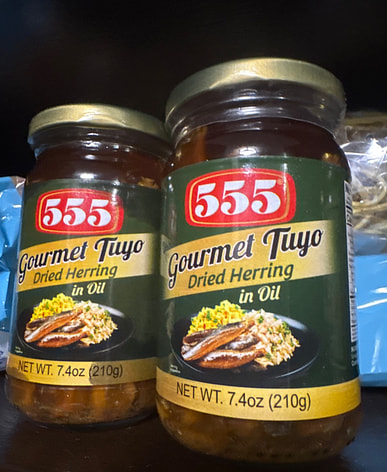 555
Gourmet Tuyo
Dried Herring
in Oil
NET WT. 7.4oz (210g)
555
Gourmet Tuyo
Dried Herring
in Oil
NET WT. 7.4oz (210g)